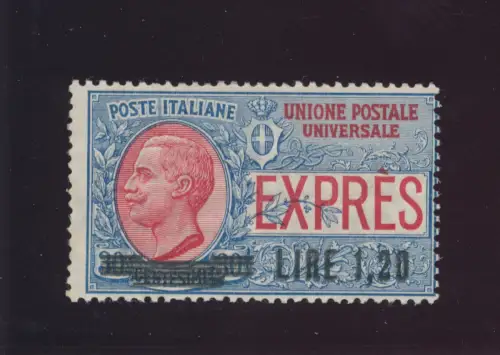 POSTE ITALIANE
UNIONE POSTALE
UNIVERSALE
EXPRÈS
LIRE 1,20